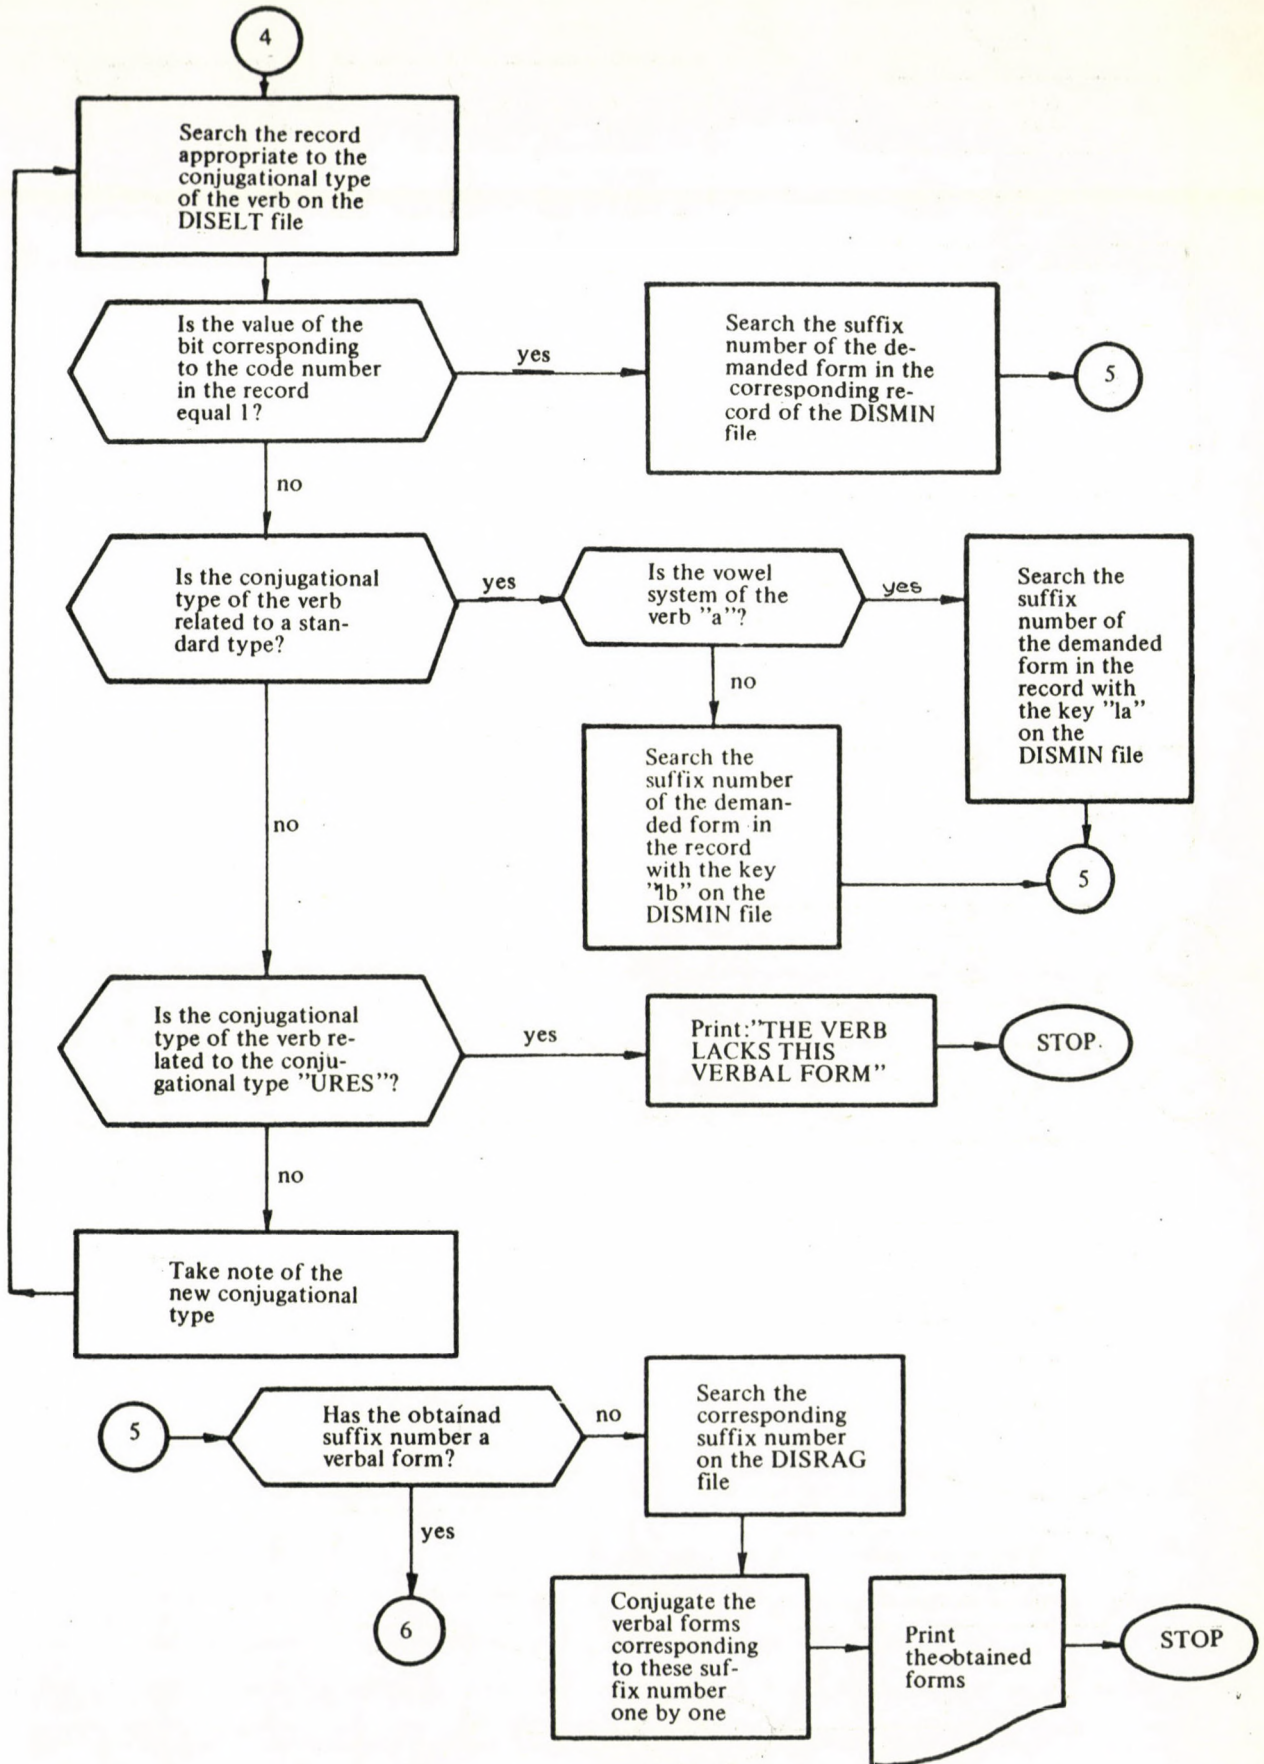 4
Search the record
appropriate to the
conjugational type
of the verb on the
DISELT file
Is the value of the
bit corresponding
to the code number
in the record
equal 1?
yes
Search the suffix
number of the de-
manded form in the
corresponding re-
cord of the DISMIN
file
5
no
Is the conjugational
type of the verb
related to a stan-
dard type?
yes
Is the vowel
system of the
verb "a"?
yes
Search the
suffix
number of
the demanded
form in the
record with
the key "la"
on the
DISMIN file
no
Search the
suffix number
of the deman-
ded form in
the record
with the key
"1b" on the
DISMIN file
5
no
Is the conjugational
type of the verb re-
lated to the conju-
gational type "URES"?
yes
Print:"THE VERB
LACKS THIS
VERBAL FORM"
STOP.
no
Take note of the
new conjugational
type
5
Has the obtaínad
suffix number a
verbal form?
no
Search the
corresponding
suffix number
on the DISRAG
file
yes
6
Conjugate the
verbal forms
corresponding
to these suf-
fix number
one by one
Print
theobtained
forms
STOP